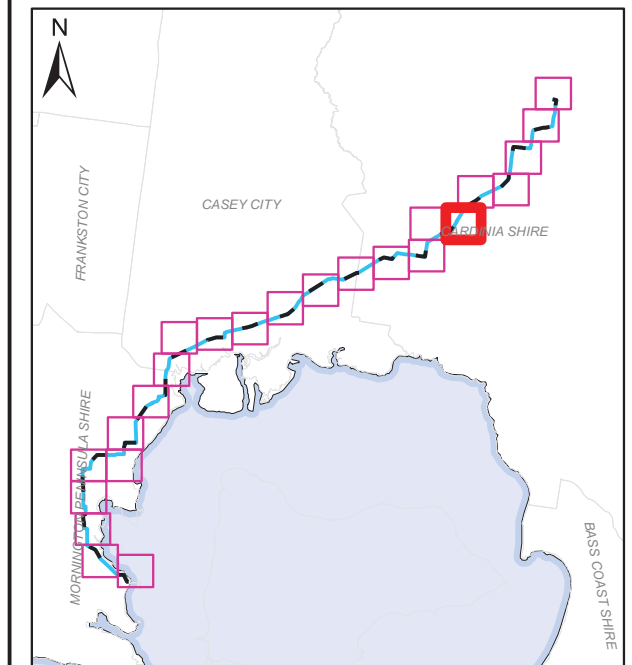 N
FRANKSTON CITY
CASEY CITY
CARDINIA SHIRE
MORNINGTON PENINSULA SHIRE
BASS COAST SHIRE